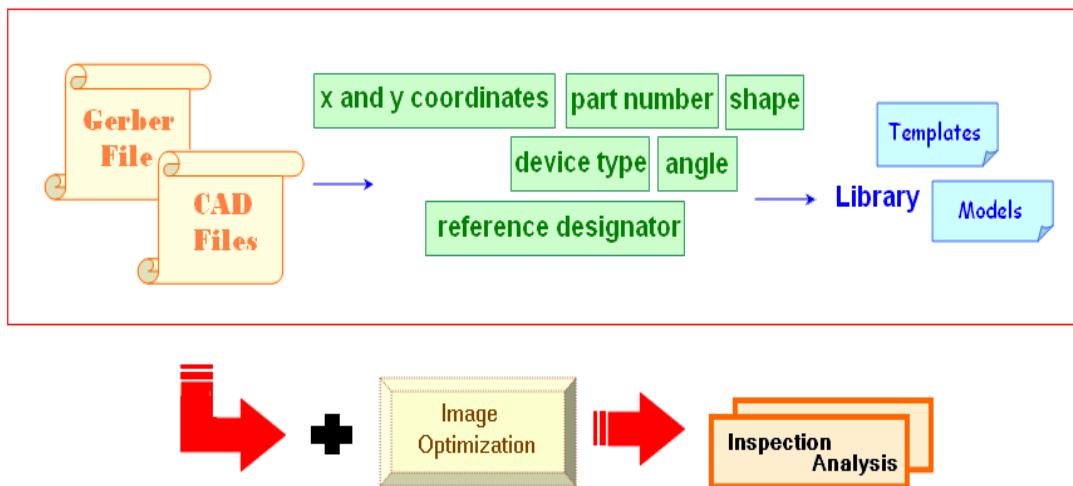 Gerber
File
CAD
Files
x and y coordinates
part number
shape
device type
angle
reference designator
Library
Templates
Models
Image
Optimization
Inspection
Analysis